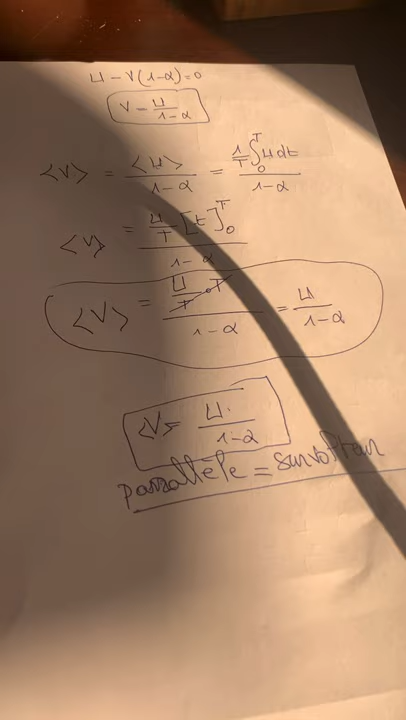 U - V(1-α)=0
V = U/(1-α)
<V> = <U>/(1-α) = (1/T ∫₀ᵀ U dt)/(1-α)
<V> = (U/T [t]₀ᵀ)/(1-α)
<V> = (U/T · T)/(1-α) = U/(1-α)
<V> = U/(1-α)
parallèle = survolteur